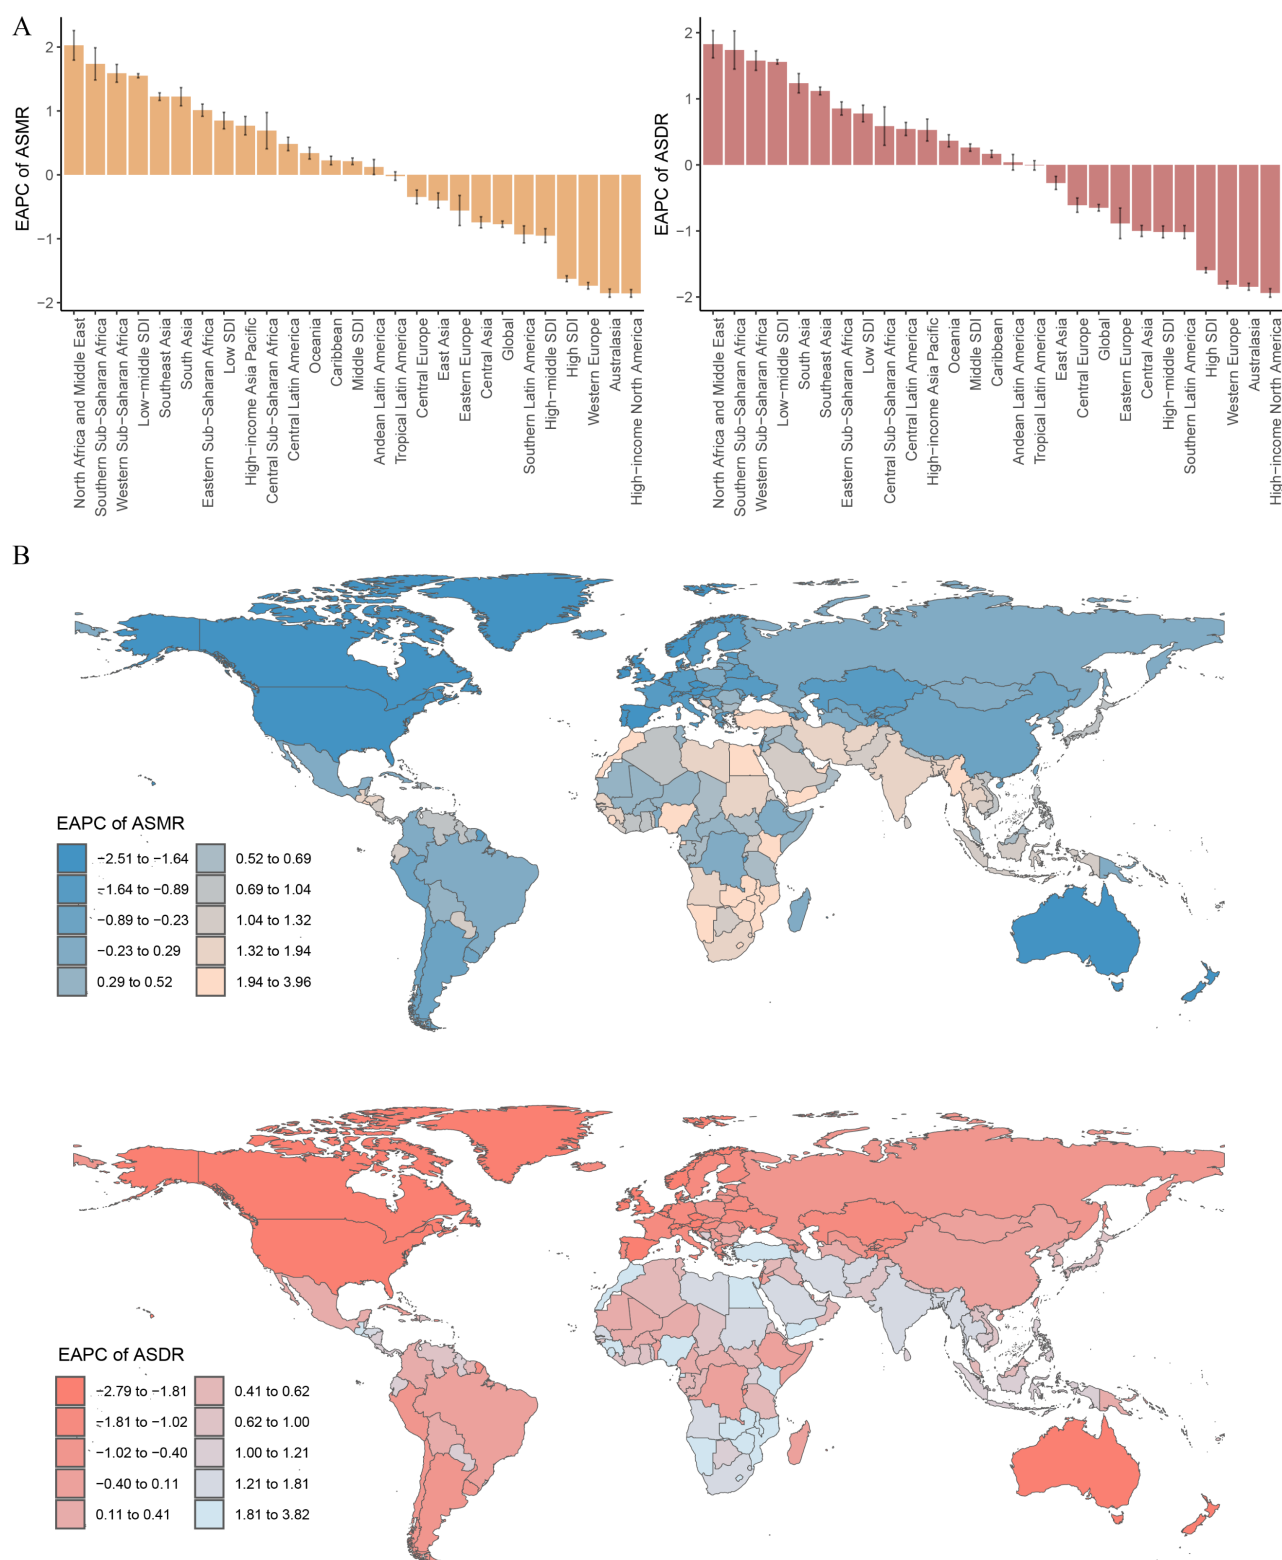 A
EAPC of ASMR
2
1
0
−1
−2
North Africa and Middle East
Southern Sub−Saharan Africa
Western Sub−Saharan Africa
Low−middle SDI
Southeast Asia
South Asia
Eastern Sub−Saharan Africa
Low SDI
High−income Asia Pacific
Central Sub−Saharan Africa
Central Latin America
Oceania
Caribbean
Middle SDI
Andean Latin America
Tropical Latin America
Central Europe
East Asia
Eastern Europe
Central Asia
Global
Southern Latin America
High−middle SDI
High SDI
Western Europe
Australasia
High−income North America
EAPC of ASDR
2
1
0
−1
−2
North Africa and Middle East
Southern Sub−Saharan Africa
Western Sub−Saharan Africa
Low−middle SDI
South Asia
Southeast Asia
Eastern Sub−Saharan Africa
Low SDI
Central Sub−Saharan Africa
Central Latin America
High−income Asia Pacific
Oceania
Middle SDI
Caribbean
Andean Latin America
Tropical Latin America
East Asia
Central Europe
Global
Eastern Europe
Central Asia
High−middle SDI
Southern Latin America
High SDI
Western Europe
Australasia
High−income North America
B
EAPC of ASMR
−2.51 to −1.64
−1.64 to −0.89
−0.89 to −0.23
−0.23 to 0.29
0.29 to 0.52
0.52 to 0.69
0.69 to 1.04
1.04 to 1.32
1.32 to 1.94
1.94 to 3.96
EAPC of ASDR
−2.79 to −1.81
−1.81 to −1.02
−1.02 to −0.40
−0.40 to 0.11
0.11 to 0.41
0.41 to 0.62
0.62 to 1.00
1.00 to 1.21
1.21 to 1.81
1.81 to 3.82